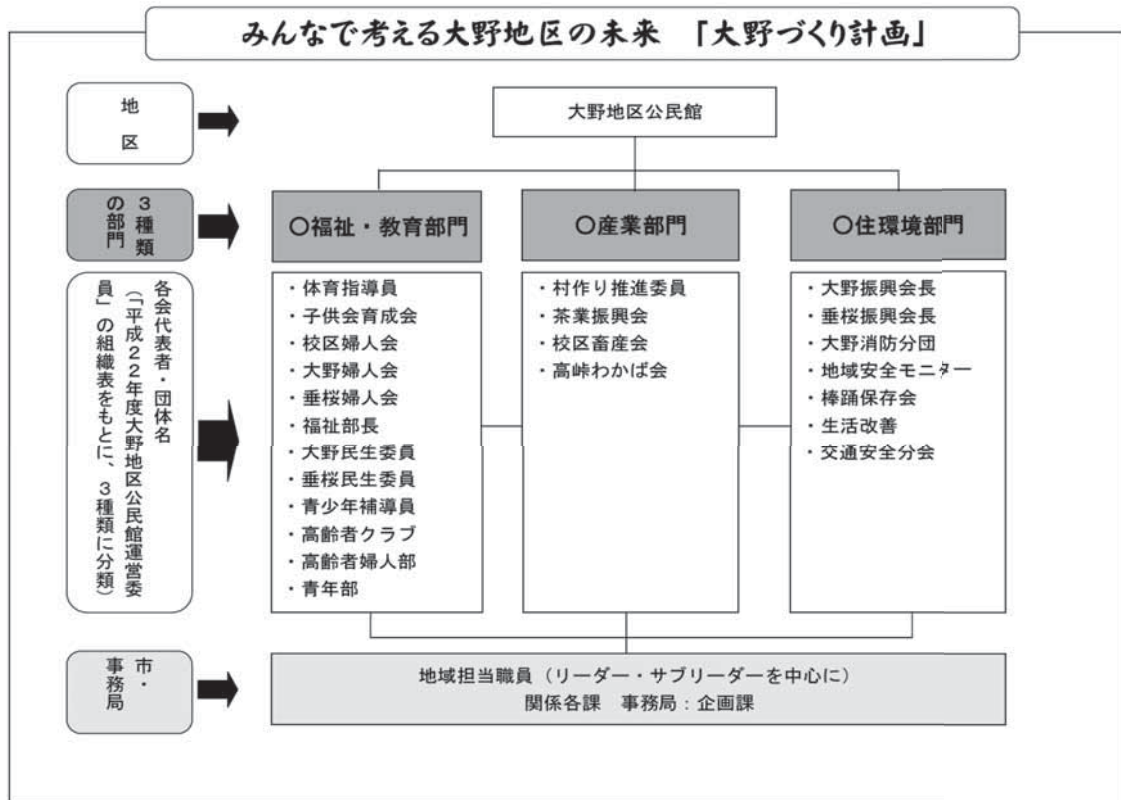 みんなで考える大野地区の未来 「大野づくり計画」
地区
大野地区公民館
3種類
の部門
○福祉・教育部門
○産業部門
○住環境部門
各会代表者・団体名
(「平成22年度大野地区公民館運営委
員」の組織表をもとに、3種類に分類)
・体育指導員
・子供会育成会
・校区婦人会
・大野婦人会
・垂桜婦人会
・福祉部長
・大野民生委員
・垂桜民生委員
・青少年補導員
・高齢者クラブ
・高齢者婦人部
・青年部
・村作り推進委員
・茶業振興会
・校区畜産会
・高峠わかば会
・大野振興会長
・垂桜振興会長
・大野消防分団
・地域安全モニター
・棒踊保存会
・生活改善
・交通安全分会
市・
事務局
地域担当職員(リーダー・サブリーダーを中心に)
関係各課 事務局:企画課